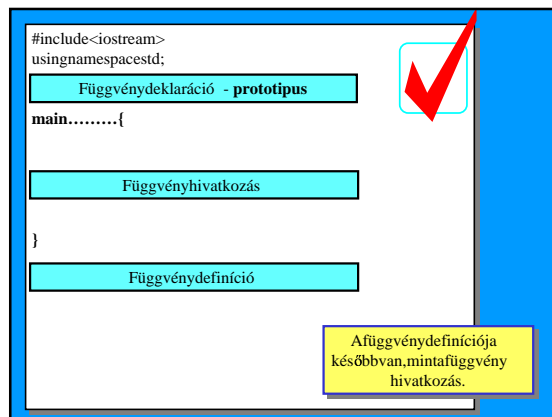 #include<iostream>
usingnamespacestd;
Függvénydeklaráció - prototipus
main………{
Függvényhivatkozás
}
Függvénydefiníció
Afüggvénydefiníciója
későbbvan,mintafüggvény
hivatkozás.